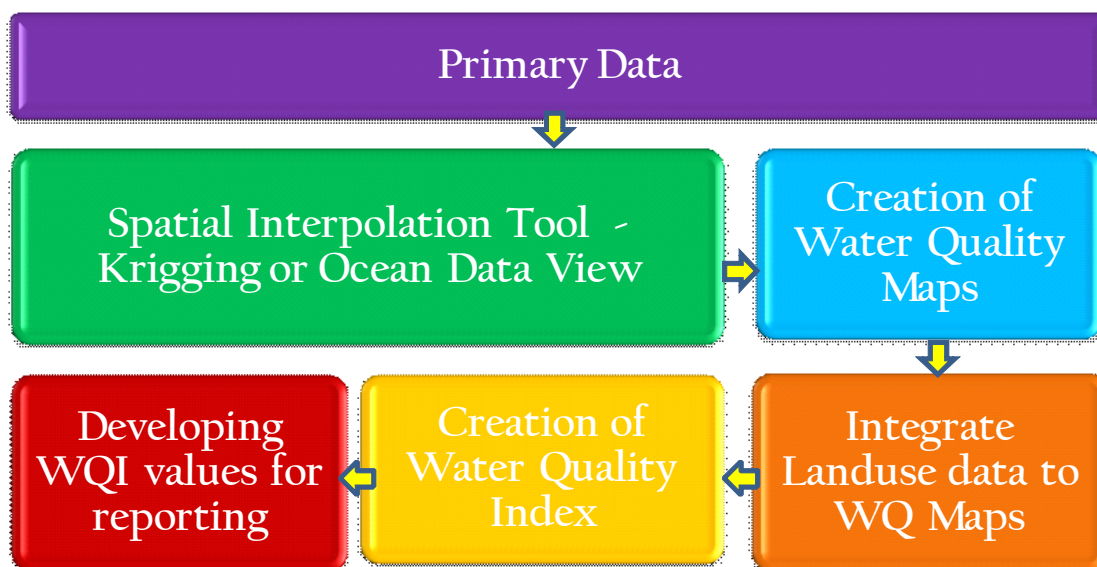 Primary Data
Spatial Interpolation Tool -
Krigging or Ocean Data View
Creation of
Water Quality
Maps
Developing
WQI values for
reporting
Creation of
Water Quality
Index
Integrate
Landuse data to
WQ Maps